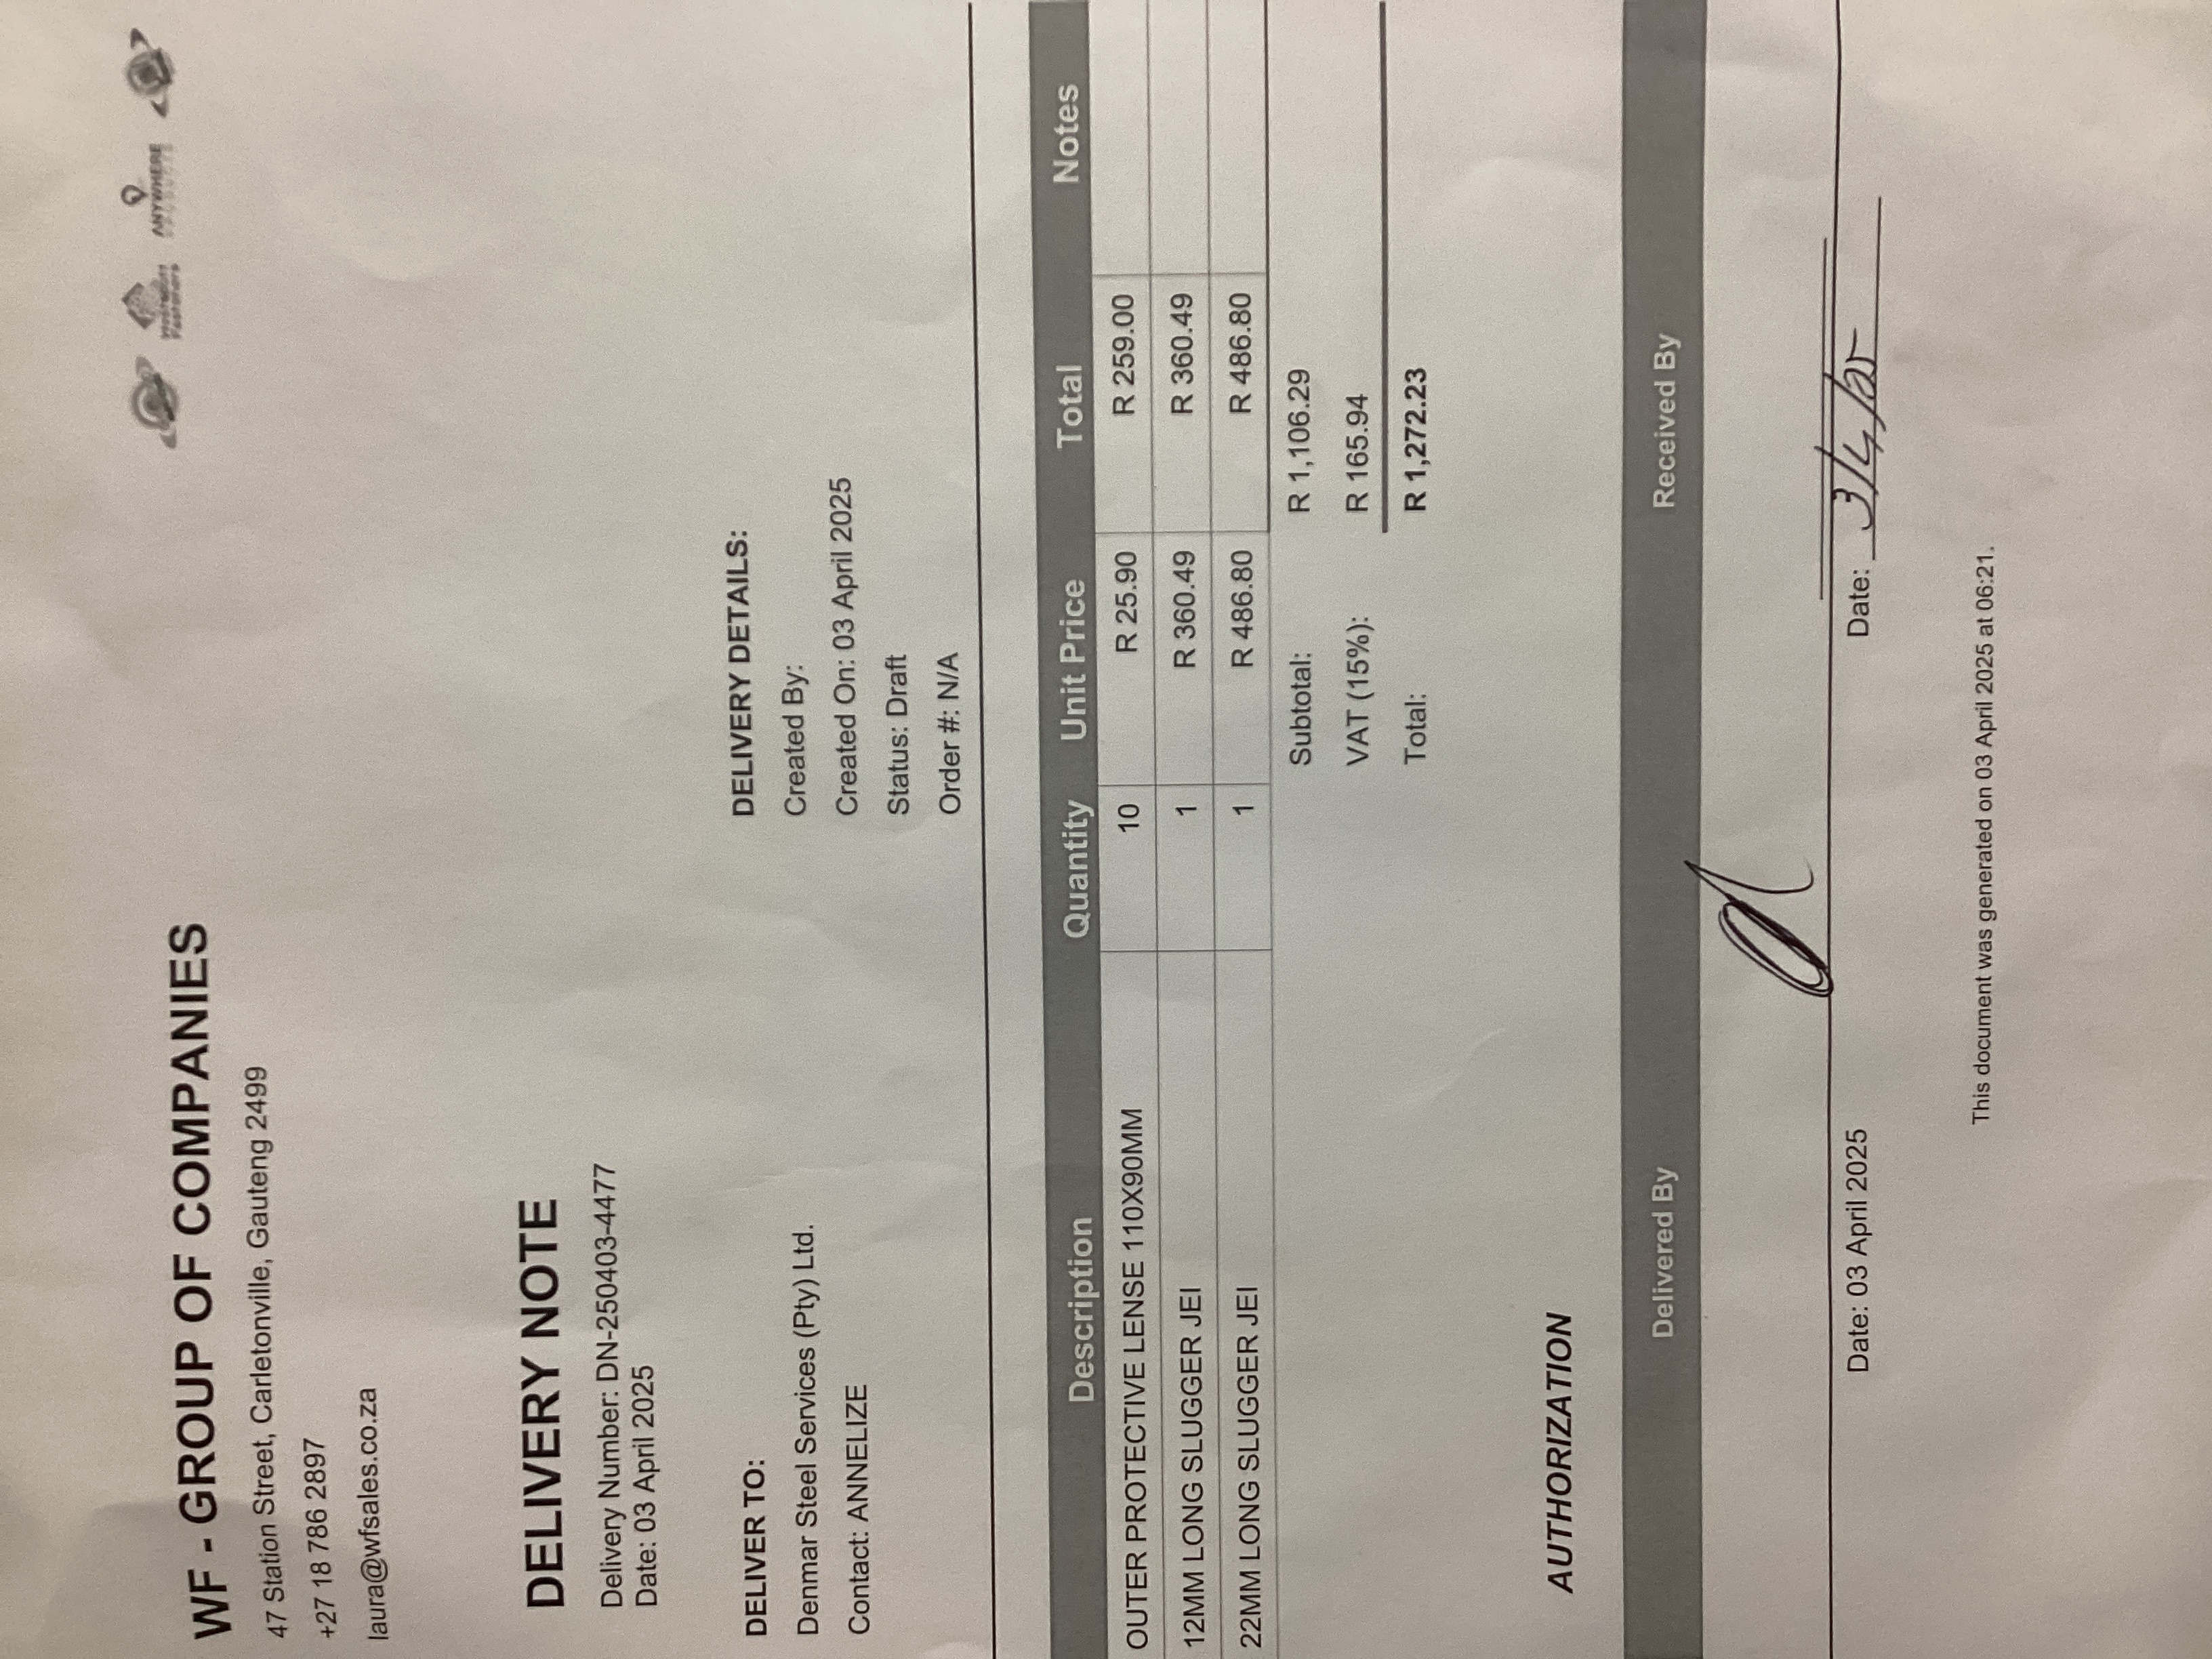 WF - GROUP OF COMPANIES
47 Station Street, Carletonville, Gauteng 2499
+27 18 786 2897
laura@wfsales.co.za
ANYWHERE
DELIVERY NOTE
Delivery Number: DN-250403-4477
Date: 03 April 2025
DELIVER TO:
Denmar Steel Services (Pty) Ltd.
Contact: ANNELIZE
DELIVERY DETAILS:
Created By:
Created On: 03 April 2025
Status: Draft
Order #: N/A
Description Quantity Unit Price Total Notes
OUTER PROTECTIVE LENSE 110X90MM 10 R 25.90 R 259.00
12MM LONG SLUGGER JEI 1 R 360.49 R 360.49
22MM LONG SLUGGER JEI 1 R 486.80 R 486.80
Subtotal: R 1,106.29
VAT (15%): R 165.94
Total: R 1,272.23
AUTHORIZATION
Delivered By Received By
Date: 03 April 2025 Date: 3/4/25
This document was generated on 03 April 2025 at 06:21.